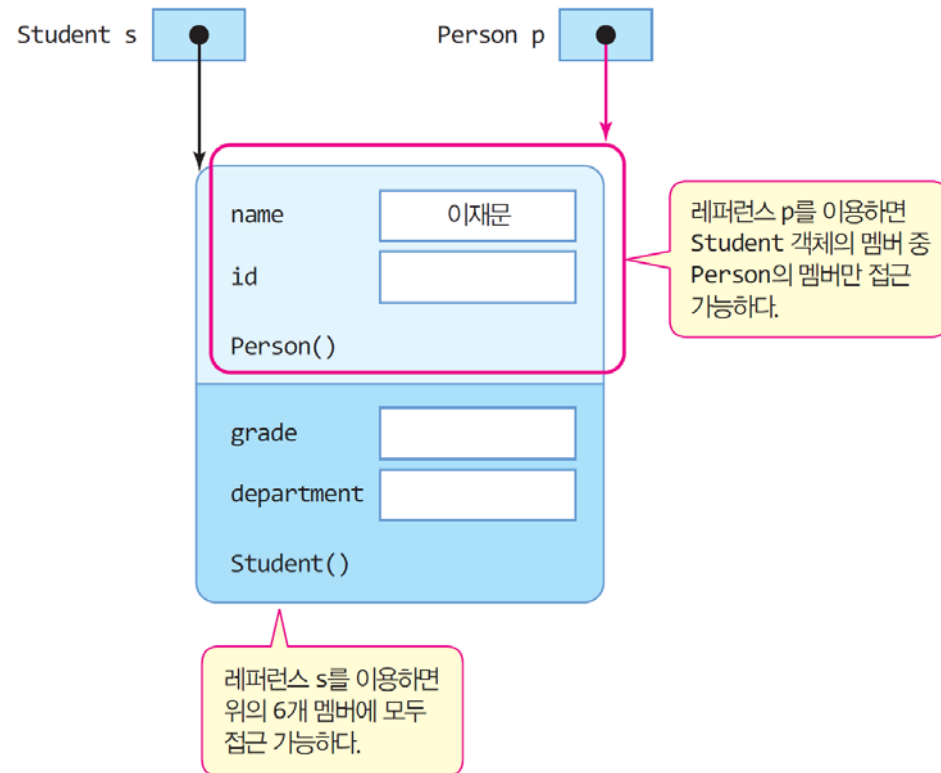 Student s
Person p
name
이재문
id
Person()
레퍼런스 p를 이용하면
Student 객체의 멤버 중
Person의 멤버만 접근
가능하다.
grade
department
Student()
레퍼런스 s를 이용하면
위의 6개 멤버에 모두
접근 가능하다.